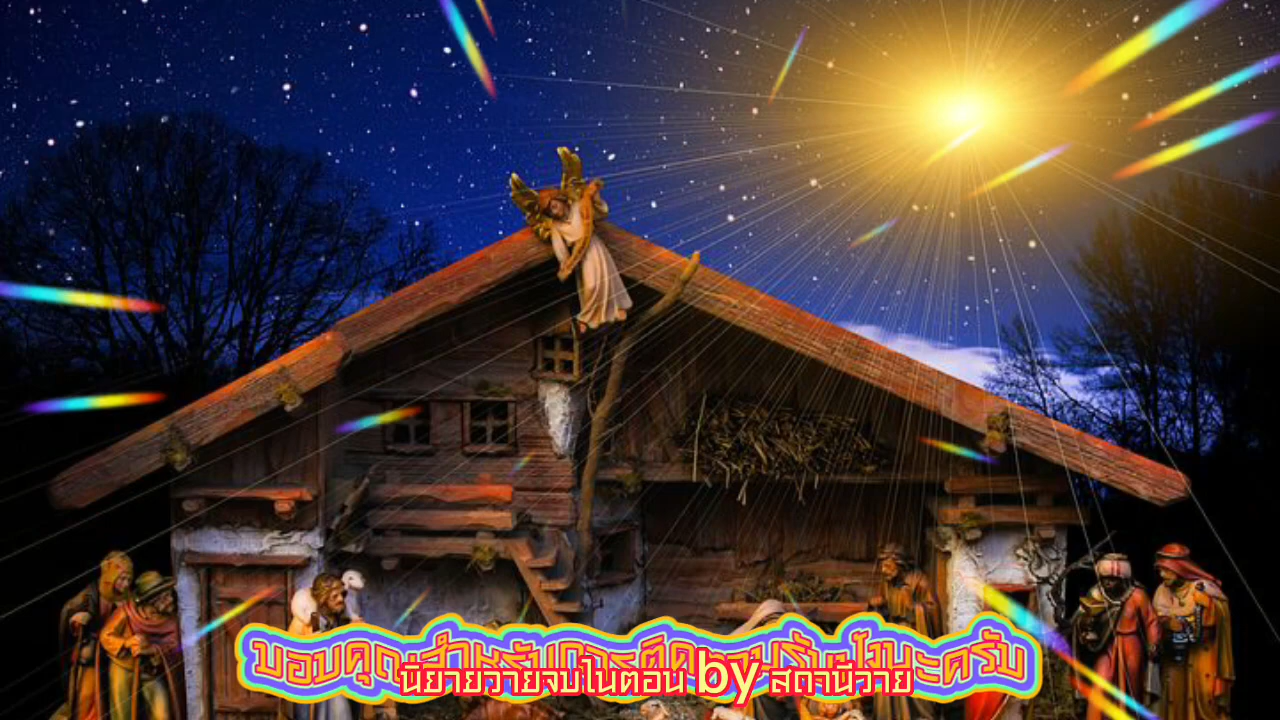 ขอบคุณสำหรับการติดตามรับฟังนะครับ
นิยายวายจบในตอน by สถานีวาย